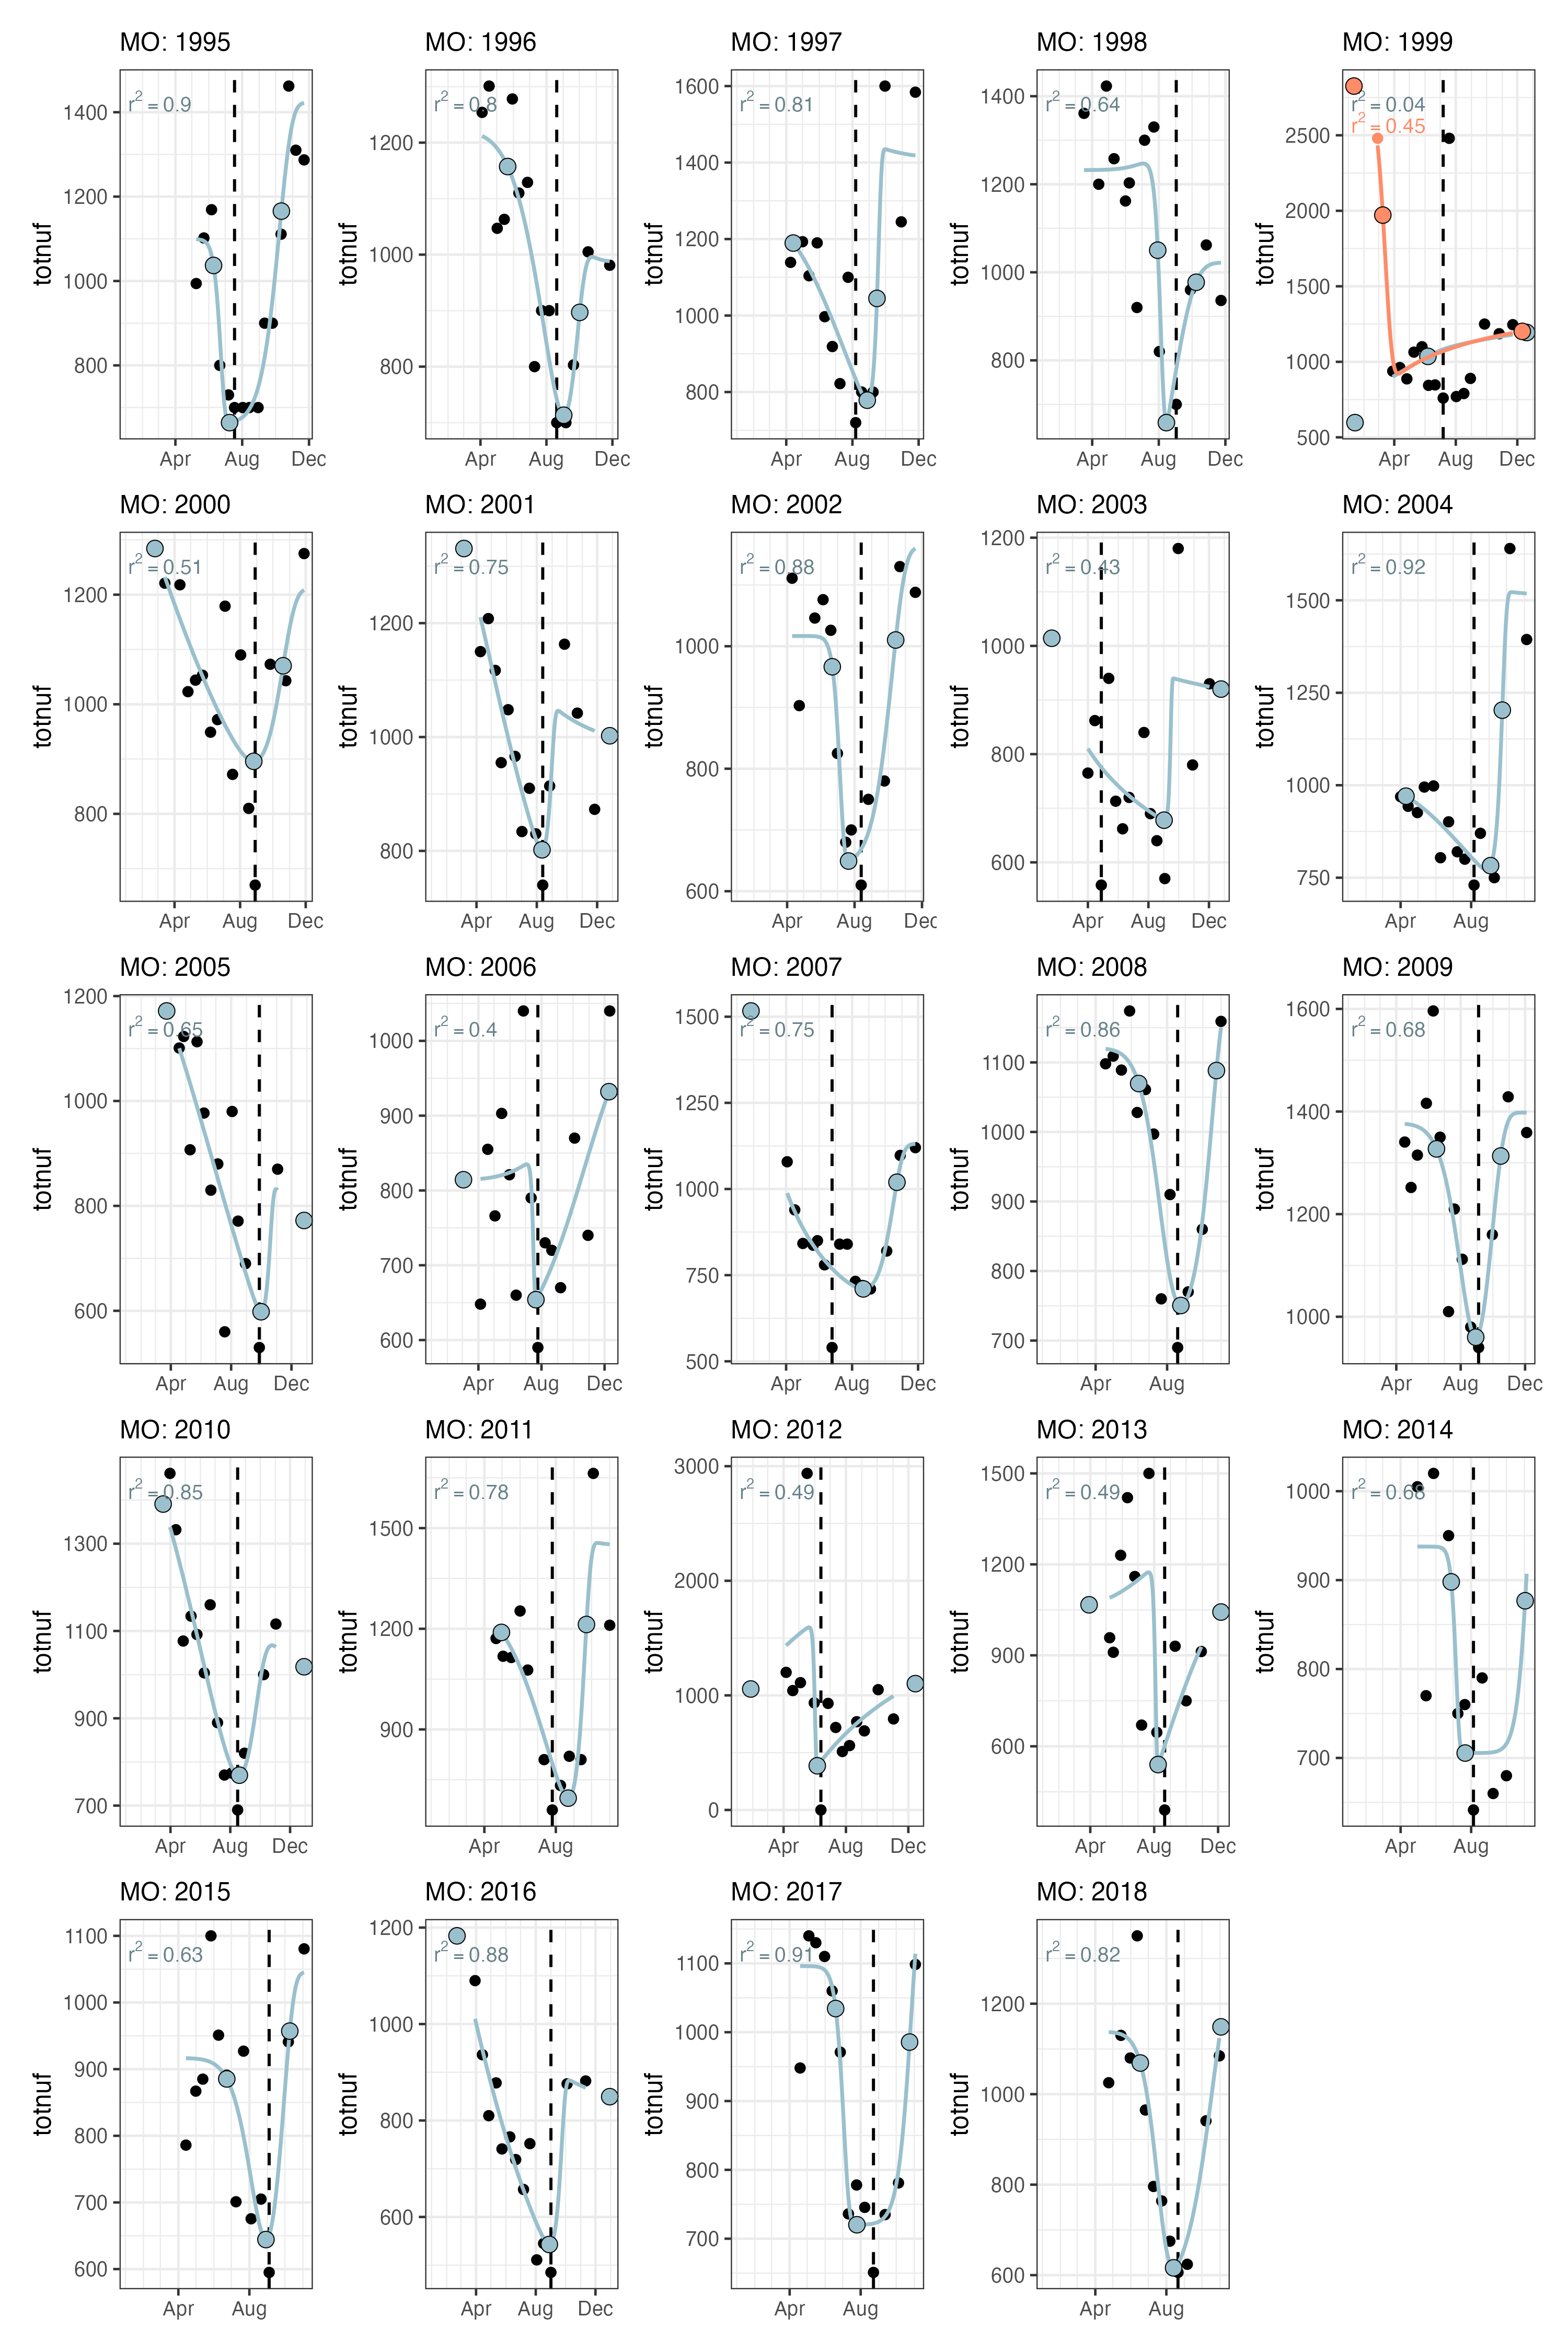 MO: 1995 MO: 1996 MO: 1997 MO: 1998 MO: 1999
totnuf 1400 1200 1000 800 r² = 0.9 Apr Aug Dec
totnuf 1200 1000 800 r² = 0.8 Apr Aug Dec
totnuf 1600 1400 1200 1000 800 r² = 0.81 Apr Aug Dec
totnuf 1400 1200 1000 800 r² = 0.64 Apr Aug Dec
totnuf 2500 2000 1500 1000 500 r² = 0.04 r² = 0.45 Apr Aug Dec
MO: 2000 MO: 2001 MO: 2002 MO: 2003 MO: 2004
totnuf 1200 1000 800 r² = 0.51 Apr Aug Dec
totnuf 1200 1000 800 r² = 0.75 Apr Aug Dec
totnuf 1000 800 600 r² = 0.88 Apr Aug Dec
totnuf 1200 1000 800 600 r² = 0.43 Apr Aug Dec
totnuf 1500 1250 1000 750 r² = 0.92 Apr Aug
MO: 2005 MO: 2006 MO: 2007 MO: 2008 MO: 2009
totnuf 1200 1000 800 600 r² = 0.65 Apr Aug Dec
totnuf 1000 900 800 700 600 r² = 0.4 Apr Aug Dec
totnuf 1500 1250 1000 750 500 r² = 0.75 Apr Aug Dec
totnuf 1100 1000 900 800 700 r² = 0.86 Apr Aug
totnuf 1600 1400 1200 1000 r² = 0.68 Apr Aug Dec
MO: 2010 MO: 2011 MO: 2012 MO: 2013 MO: 2014
totnuf 1300 1100 900 700 r² = 0.85 Apr Aug Dec
totnuf 1500 1200 900 r² = 0.78 Apr Aug
totnuf 3000 2000 1000 0 r² = 0.49 Apr Aug Dec
totnuf 1500 1200 900 600 r² = 0.49 Apr Aug Dec
totnuf 1000 900 800 700 r² = 0.68 Apr Aug
MO: 2015 MO: 2016 MO: 2017 MO: 2018
totnuf 1100 1000 900 800 700 600 r² = 0.63 Apr Aug
totnuf 1200 1000 800 600 r² = 0.88 Apr Aug Dec
totnuf 1100 1000 900 800 700 r² = 0.91 Apr Aug
totnuf 1200 1000 800 600 r² = 0.82 Apr Aug